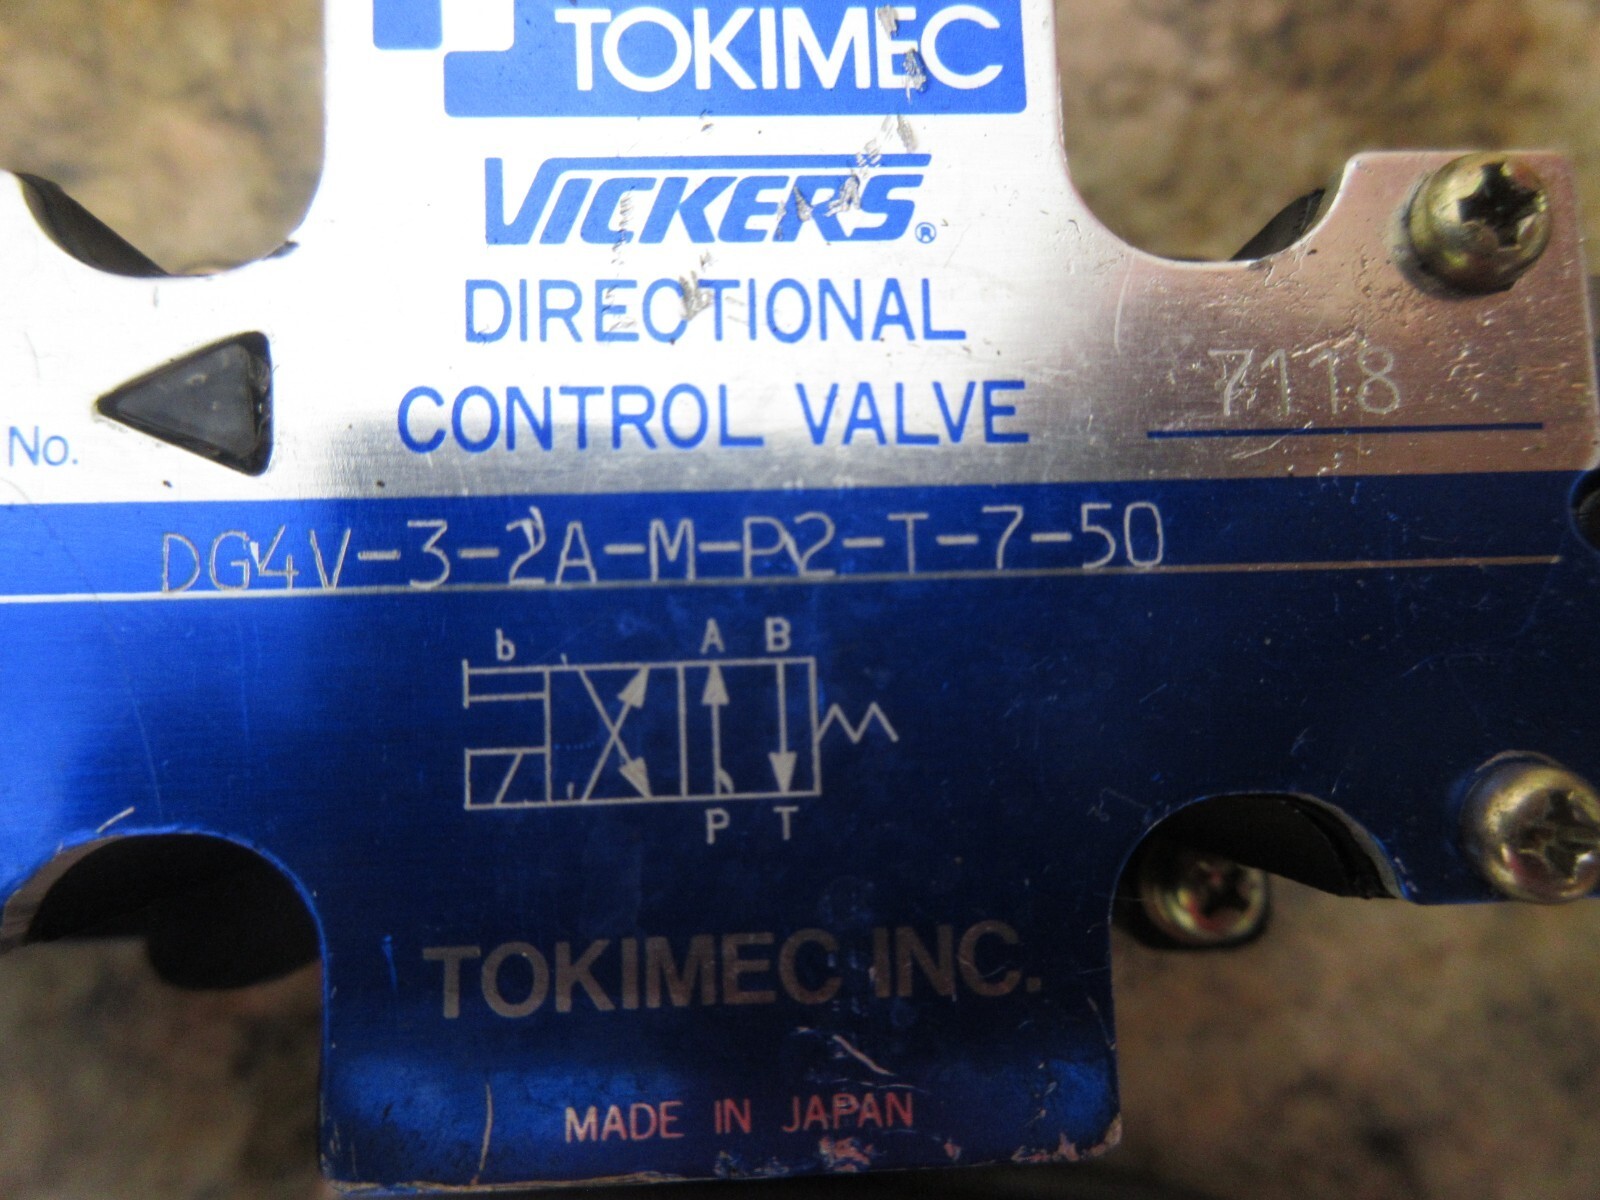 TOKIMEC
VICKERS®
DIRECTIONAL
CONTROL VALVE
7118
No.
DG4V-3-2A-M-P2-T-7-50
b A B
P T
TOKIMEC INC.
MADE IN JAPAN